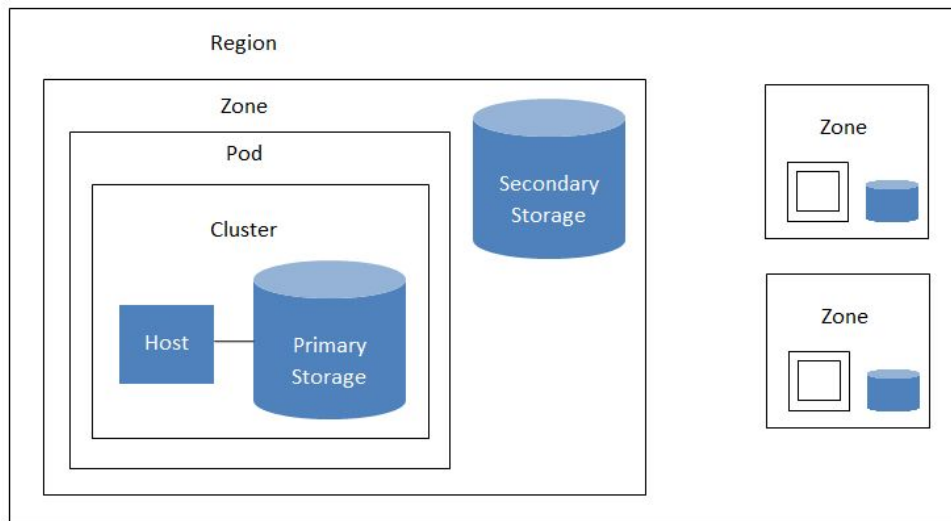 Region
Zone
Pod
Cluster
Host
Primary
Storage
Secondary
Storage
Zone
Zone